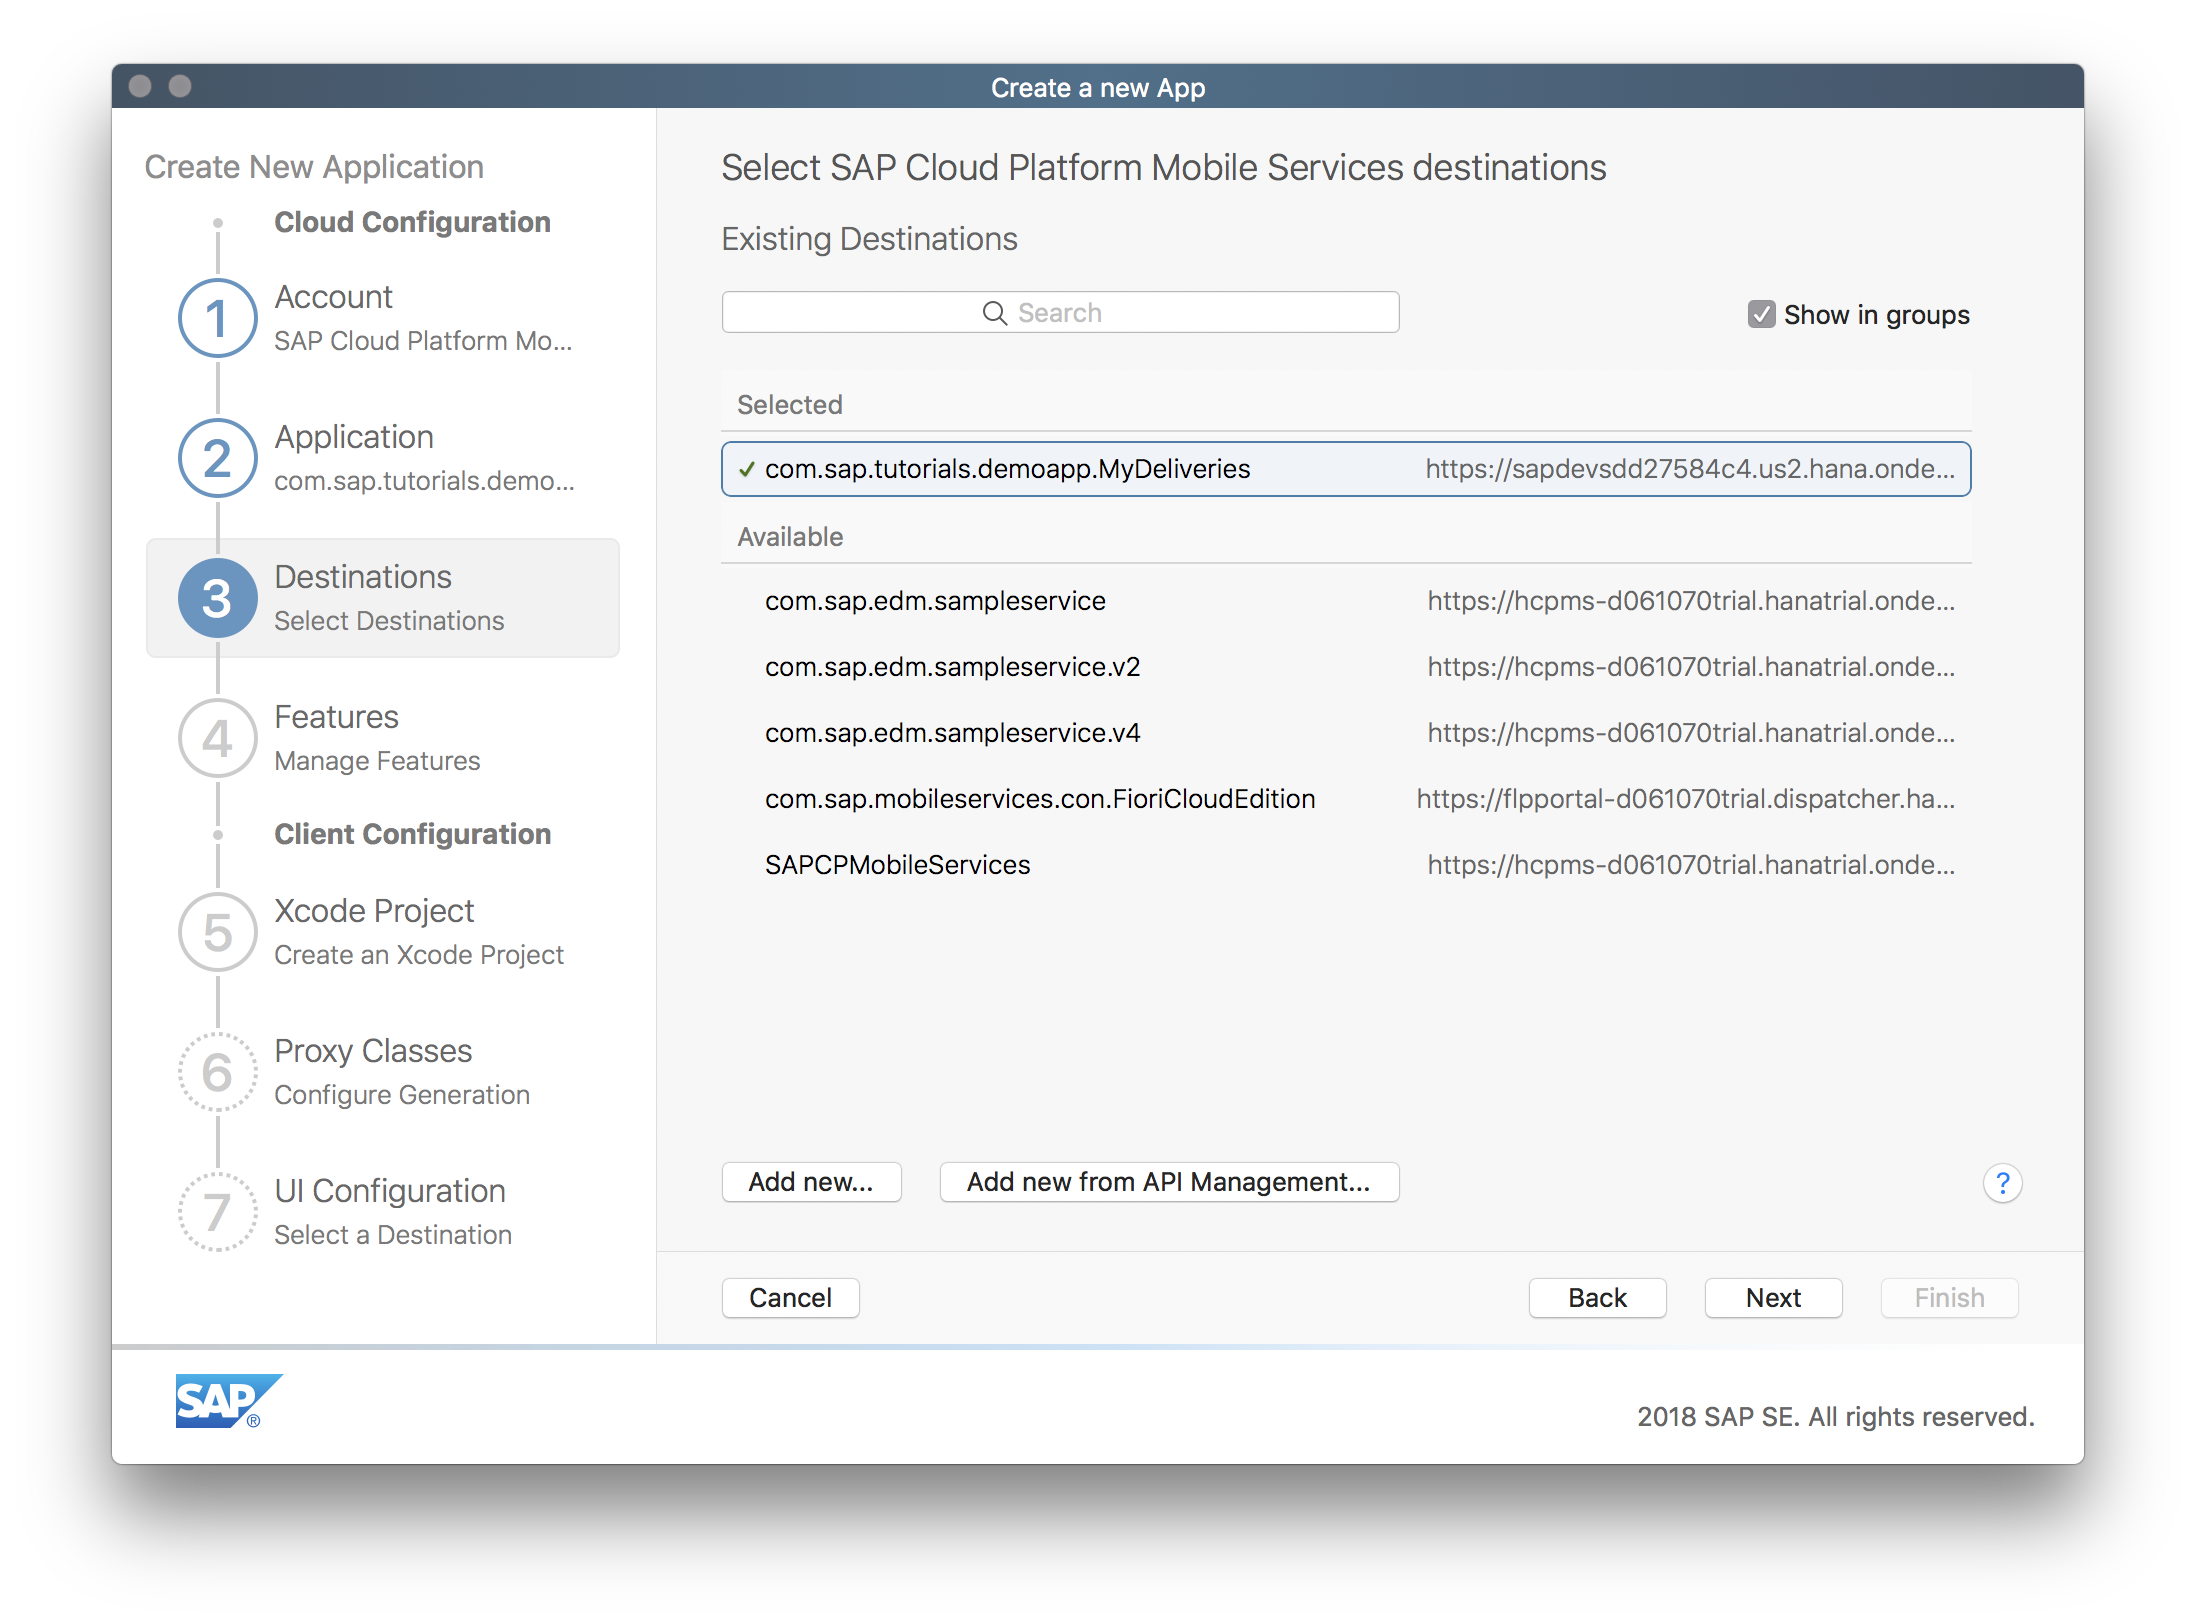 Create a new App
Create New Application
Cloud Configuration
1
Account
SAP Cloud Platform Mo...
2
Application
com.sap.tutorials.demo...
3
Destinations
Select Destinations
4
Features
Manage Features
Client Configuration
5
Xcode Project
Create an Xcode Project
6
Proxy Classes
Configure Generation
7
UI Configuration
Select a Destination
Select SAP Cloud Platform Mobile Services destinations
Existing Destinations
Search
Show in groups
Selected
com.sap.tutorials.demoapp.MyDeliveries https://sapdevsdd27584c4.us2.hana.onde...
Available
com.sap.edm.sampleservice https://hcpms-d061070trial.hanatrial.onde...
com.sap.edm.sampleservice.v2 https://hcpms-d061070trial.hanatrial.onde...
com.sap.edm.sampleservice.v4 https://hcpms-d061070trial.hanatrial.onde...
com.sap.mobileservices.con.FioriCloudEdition https://flpportal-d061070trial.dispatcher.ha...
SAPCPMobileServices https://hcpms-d061070trial.hanatrial.onde...
Add new... Add new from API Management... ?
Cancel Back Next Finish
SAP®
2018 SAP SE. All rights reserved.